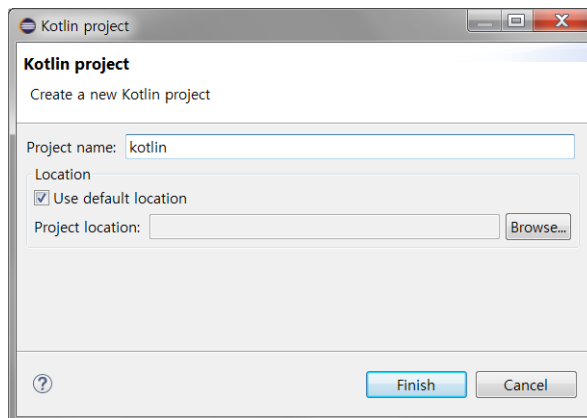 Kotlin project
Kotlin project
Create a new Kotlin project
Project name: kotlin
Location
Use default location
Project location:
Browse...
?
Finish Cancel